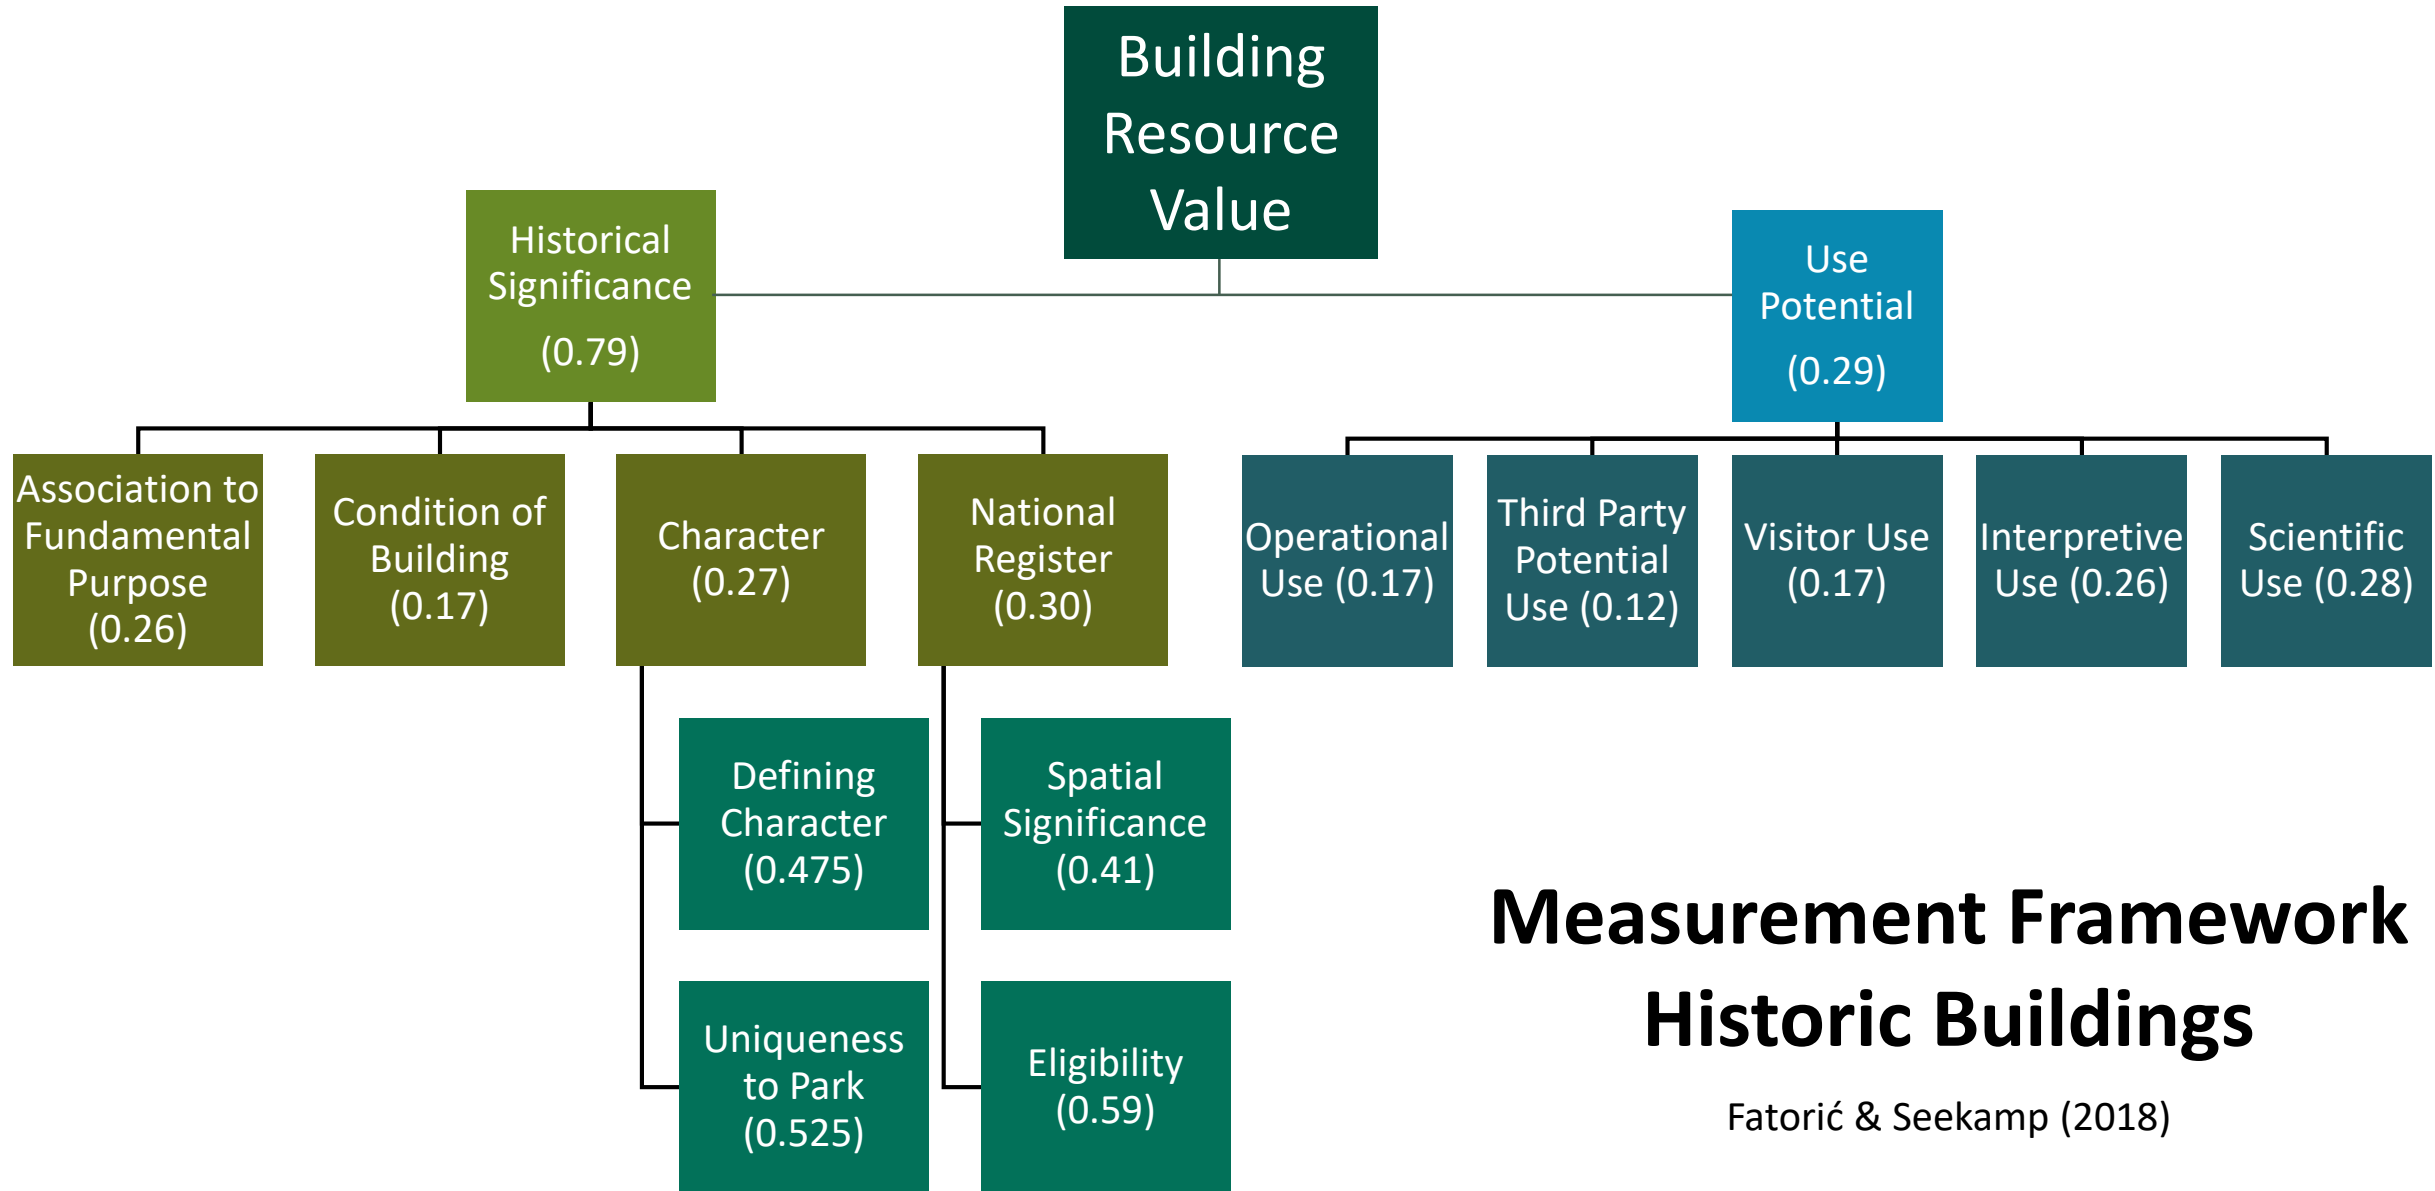 Building
Resource
Value
Historical
Significance
(0.79)
Use
Potential
(0.29)
Association to
Fundamental
Purpose
(0.26)
Condition of
Building
(0.17)
Character
(0.27)
National
Register
(0.30)
Operational
Use (0.17)
Third Party
Potential
Use (0.12)
Visitor Use
(0.17)
Interpretive
Use (0.26)
Scientific
Use (0.28)
Defining
Character
(0.475)
Spatial
Significance
(0.41)
Uniqueness
to Park
(0.525)
Eligibility
(0.59)
Measurement Framework
Historic Buildings
Fatorić & Seekamp (2018)